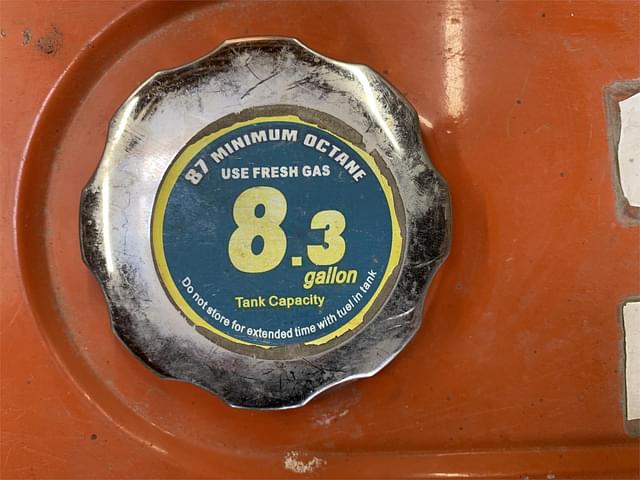 87 MINIMUM OCTANE
USE FRESH GAS
8.3
gallon
Tank Capacity
Do not store for extended time with fuel in tank